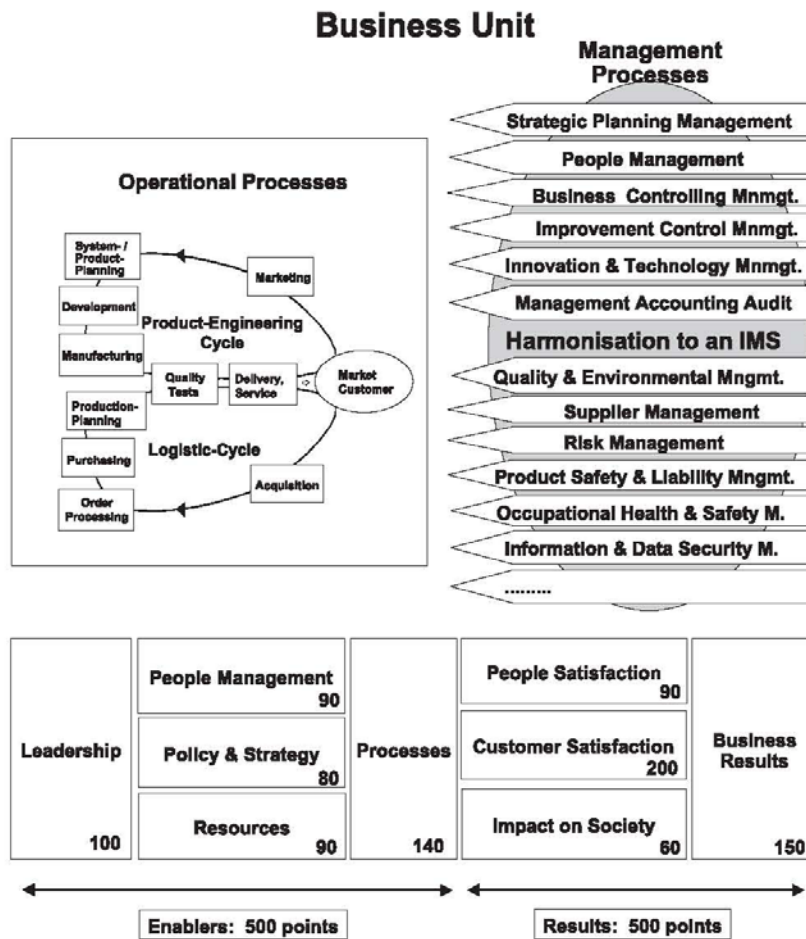 Business Unit
Management
Processes
Strategic Planning Management
People Management
Business Controlling Mnmgt.
Improvement Control Mnmgt.
Innovation & Technology Mnmgt.
Management Accounting Audit
Harmonisation to an IMS
Quality & Environmental Mngmt.
Supplier Management
Risk Management
Product Safety & Liability Mngmt.
Occupational Health & Safety M.
Information & Data Security M.
.........
Operational Processes
System- /
Product-
Planning
Marketing
Development
Product-Engineering
Cycle
Manufacturing
Quality
Tests
Delivery,
Service
Market
Customer
Production-
Planning
Logistic-Cycle
Purchasing
Acquisition
Order
Processing
Leadership
100
People Management
90
Policy & Strategy
80
Resources
90
Processes
140
People Satisfaction
90
Customer Satisfaction
200
Impact on Society
60
Business
Results
150
Enablers: 500 points
Results: 500 points